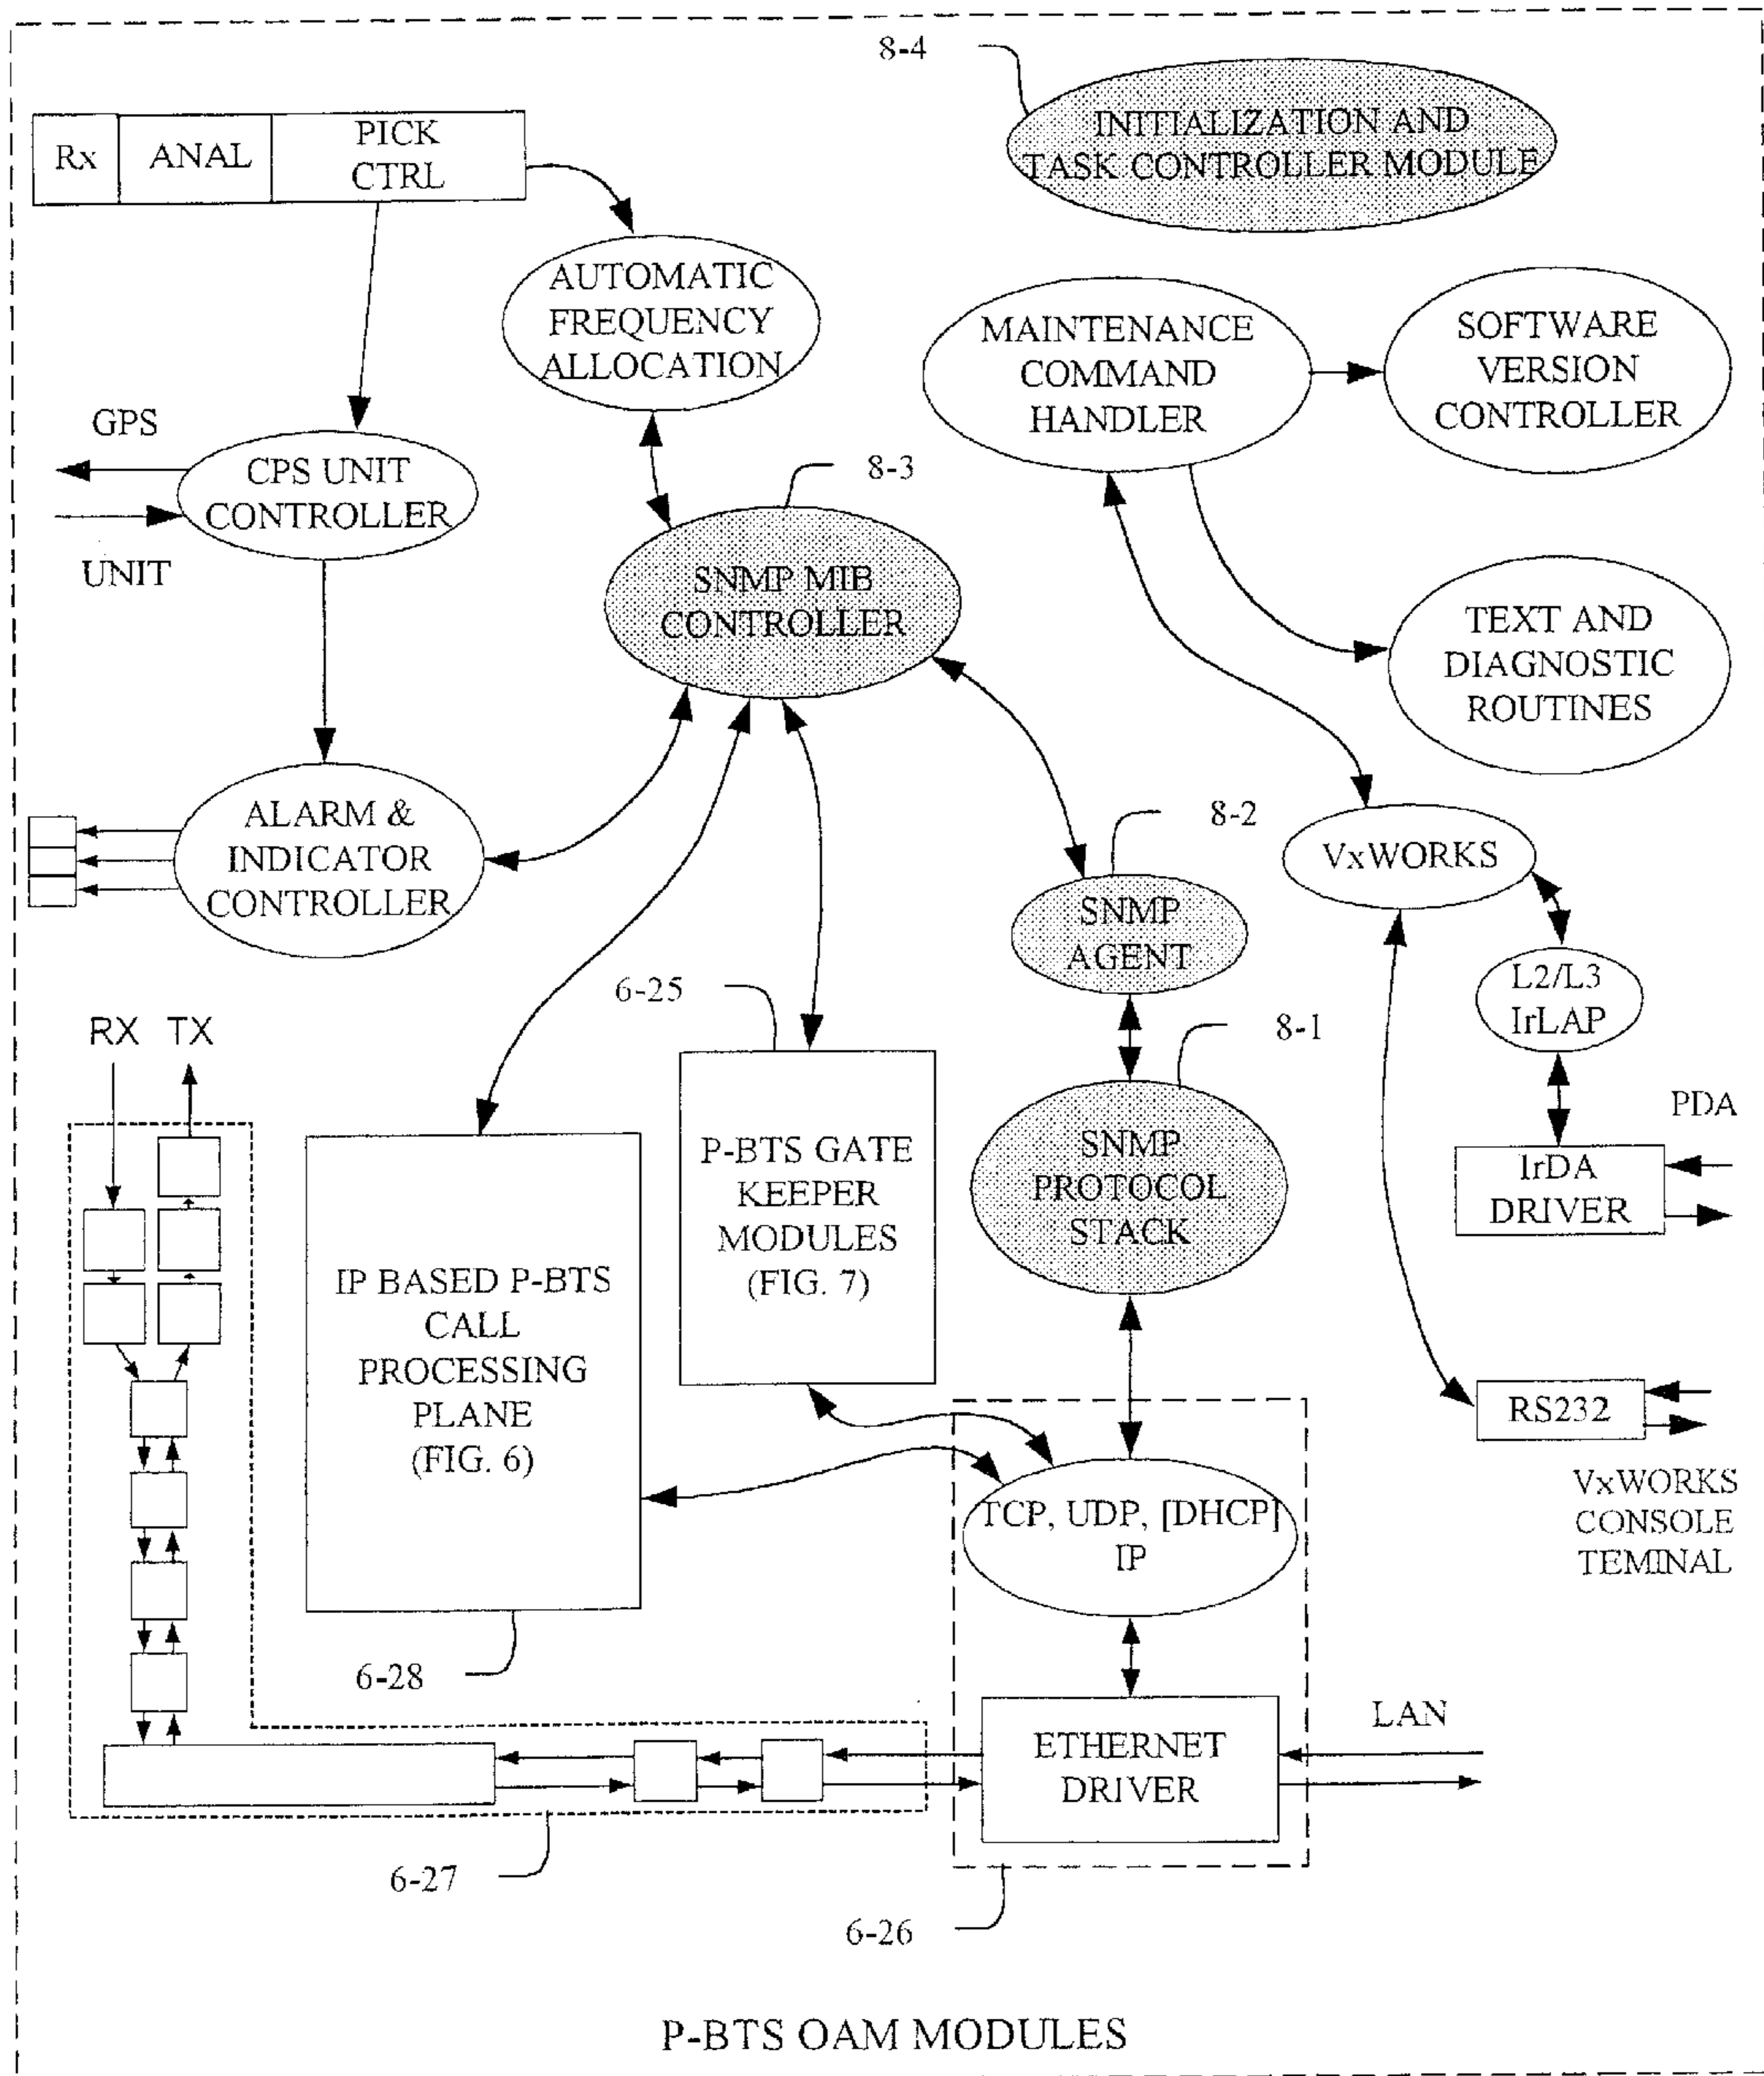 8-4
INITIALIZATION AND
TASK CONTROLLER MODULE
Rx
ANAL
PICK
CTRL
AUTOMATIC
FREQUENCY
ALLOCATION
MAINTENANCE
COMMAND
HANDLER
SOFTWARE
VERSION
CONTROLLER
GPS
CPS UNIT
CONTROLLER
UNIT
8-3
SNMP MIB
CONTROLLER
TEXT AND
DIAGNOSTIC
ROUTINES
ALARM &
INDICATOR
CONTROLLER
8-2
SNMP
AGENT
VxWORKS
L2/L3
IrLAP
6-25
8-1
RX
TX
PDA
IrDA
DRIVER
P-BTS GATE
KEEPER
MODULES
(FIG. 7)
SNMP
PROTOCOL
STACK
IP BASED P-BTS
CALL
PROCESSING
PLANE
(FIG. 6)
RS232
VxWORKS
CONSOLE
TEMINAL
TCP, UDP, [DHCP]
IP
6-28
ETHERNET
DRIVER
LAN
6-27
6-26
P-BTS OAM MODULES